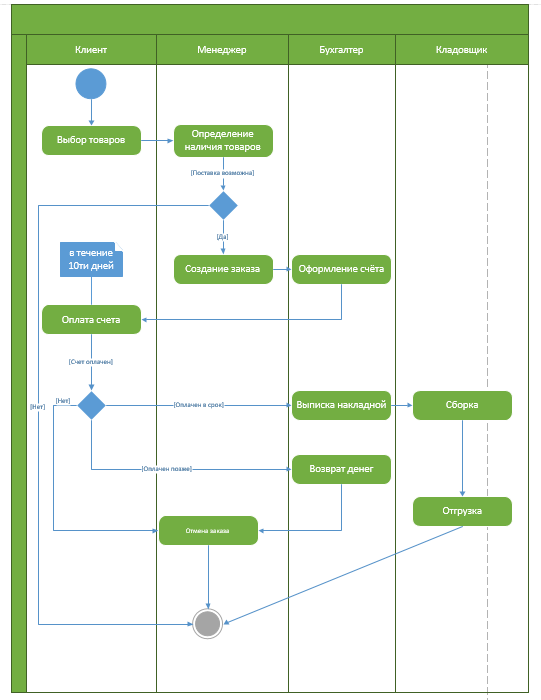 Клиент
Менеджер
Бухгалтер
Кладовщик
Выбор товаров
Определение
наличия товаров
[Поставка возможна]
[Да]
в течение
10ти дней
Создание заказа
Оформление счёта
Оплата счета
[Счет оплачен]
[Нет]
[Нет]
[Оплачен в срок]
Выписка накладной
Сборка
[Оплачен позже]
Возврат денег
Отгрузка
Отмена заказа